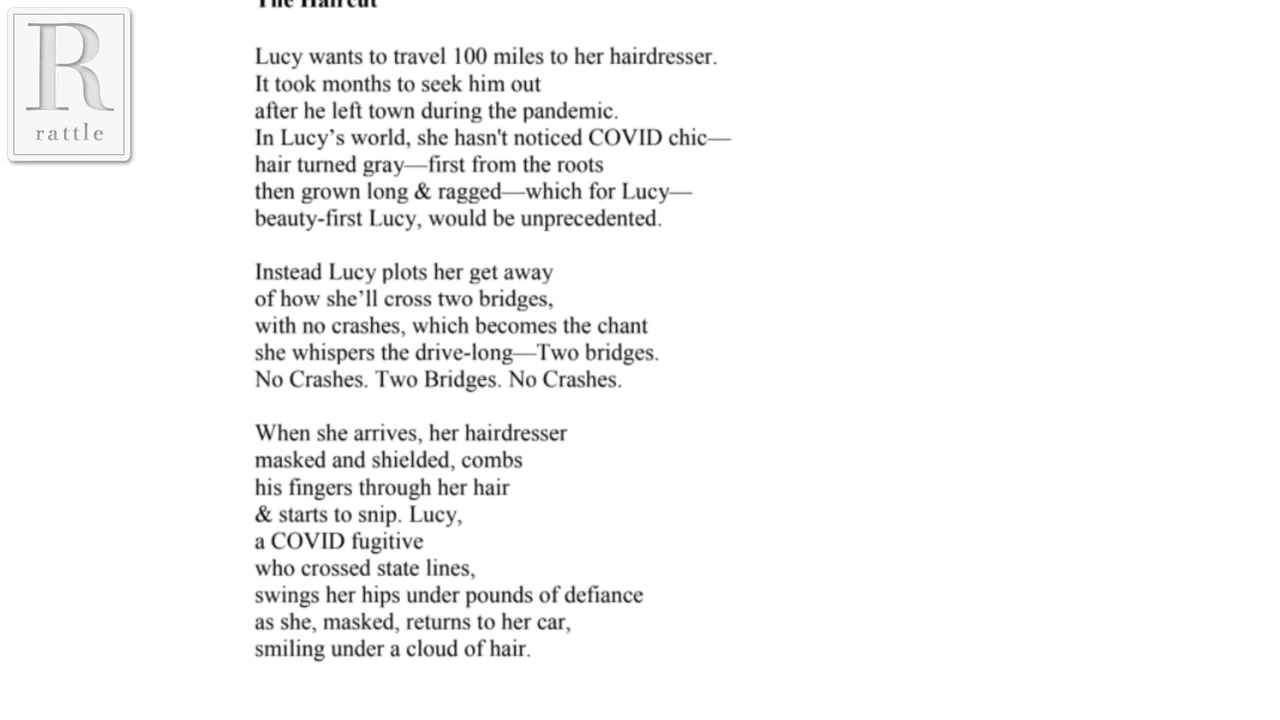 R
rattle
The Haircut
Lucy wants to travel 100 miles to her hairdresser.
It took months to seek him out
after he left town during the pandemic.
In Lucy’s world, she hasn't noticed COVID chic—
hair turned gray—first from the roots
then grown long & ragged—which for Lucy—
beauty-first Lucy, would be unprecedented.
Instead Lucy plots her get away
of how she’ll cross two bridges,
with no crashes, which becomes the chant
she whispers the drive-long—Two bridges.
No Crashes. Two Bridges. No Crashes.
When she arrives, her hairdresser
masked and shielded, combs
his fingers through her hair
& starts to snip. Lucy,
a COVID fugitive
who crossed state lines,
swings her hips under pounds of defiance
as she, masked, returns to her car,
smiling under a cloud of hair.